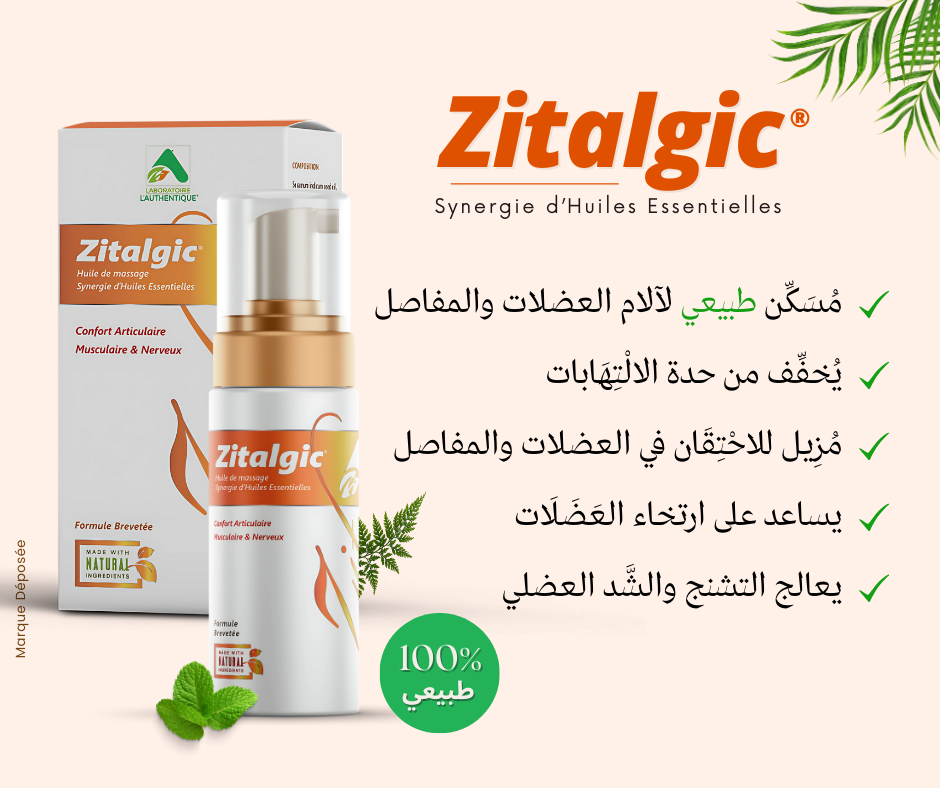 Zitalgic®
Synergie d'Huiles Essentielles
مُسَكِّن طبيعي لآلام العضلات والمفاصل
يُخفِّف من حدة الالْتِهَابات
مُزِيل للاحْتِقَان في العضلات والمفاصل
يساعد على ارتخاء العَضَلَات
يعالج التشنج والشَّد العضلي
100%
طبيعي
LABORATOIRE
L'AUTHENTIQUE
Zitalgic
Huile de massage
Synergie d'Huiles Essentielles
Confort Articulaire
Musculaire & Nerveux
Formule Brevetée
MADE WITH
NATURAL
INGREDIENTS
COMPOSITION
Zitalgic
Huile de massage
Synergie d'Huiles Essentielles
Confort Articulaire
Musculaire & Nerveux
Formule
Brevetée
MADE WITH
NATURAL
INGREDIENTS
Marque Déposée